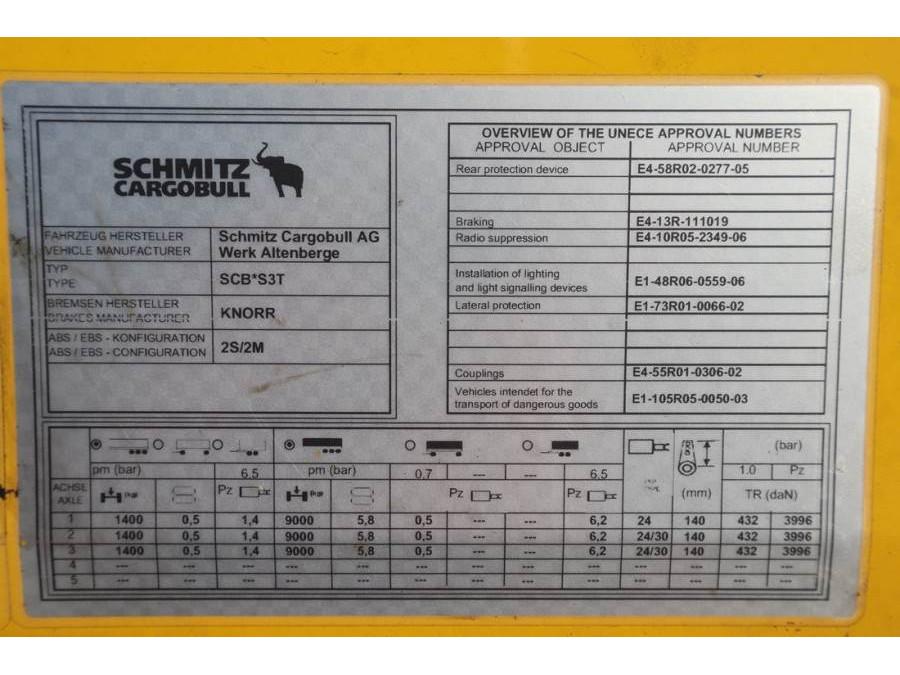 SCHMITZ
CARGOBULL
FAHRZEUG HERSTELLER
VEHICLE MANUFACTURER
Schmitz Cargobull AG
Werk Altenberge
TYP
TYPE
SCB*S3T
BREMSEN HERSTELLER
BRAKES MANUFACTURER
KNORR
ABS / EBS - KONFIGURATION
ABS / EBS - CONFIGURATION
2S/2M
OVERVIEW OF THE UNECE APPROVAL NUMBERS
APPROVAL OBJECT APPROVAL NUMBER
Rear protection device E4-58R02-0277-05
Braking E4-13R-111019
Radio suppression E4-10R05-2349-06
Installation of lighting
and light signalling devices E1-48R06-0559-06
Lateral protection E1-73R01-0066-02
Couplings E4-55R01-0306-02
Vehicles intendet for the
transport of dangerous goods E1-105R05-0050-03
(bar)
pm (bar) 6.5 pm (bar) 0.7 --- --- 6.5 1.0 Pz
ACHSE
AXLE
Pz Pz Pz (mm) TR (daN)
1 1400 0,5 1,4 9000 5,8 0,5 --- --- 6,2 24 140 432 3996
2 1400 0,5 1,4 9000 5,8 0,5 --- --- 6,2 24/30 140 432 3996
3 1400 0,5 1,4 9000 5,8 0,5 --- --- 6,2 24/30 140 432 3996
4 --- --- --- --- --- --- --- --- --- --- --- --- ---
5 --- --- --- --- --- --- --- --- --- --- --- --- ---